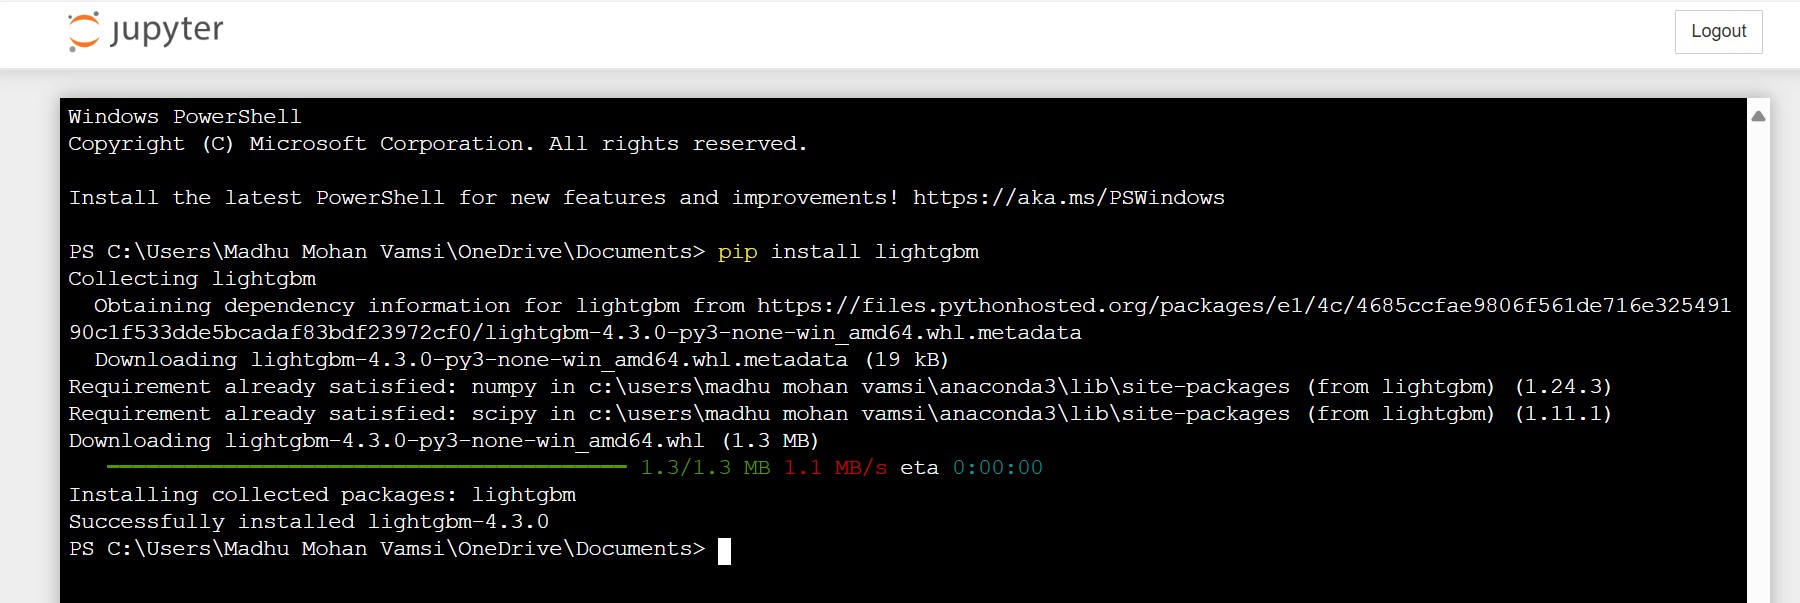 jupyter
Logout
Windows PowerShell
Copyright (C) Microsoft Corporation. All rights reserved.
Install the latest PowerShell for new features and improvements! https://aka.ms/PSWindows
PS C:\Users\Madhu Mohan Vamsi\OneDrive\Documents> pip install lightgbm
Collecting lightgbm
  Obtaining dependency information for lightgbm from https://files.pythonhosted.org/packages/e1/4c/4685ccfae9806f561de716e325491
90c1f533dde5bcadaf83bdf23972cf0/lightgbm-4.3.0-py3-none-win_amd64.whl.metadata
  Downloading lightgbm-4.3.0-py3-none-win_amd64.whl.metadata (19 kB)
Requirement already satisfied: numpy in c:\users\madhu mohan vamsi\anaconda3\lib\site-packages (from lightgbm) (1.24.3)
Requirement already satisfied: scipy in c:\users\madhu mohan vamsi\anaconda3\lib\site-packages (from lightgbm) (1.11.1)
Downloading lightgbm-4.3.0-py3-none-win_amd64.whl (1.3 MB)
1.3/1.3 MB 1.1 MB/s eta 0:00:00
Installing collected packages: lightgbm
Successfully installed lightgbm-4.3.0
PS C:\Users\Madhu Mohan Vamsi\OneDrive\Documents>